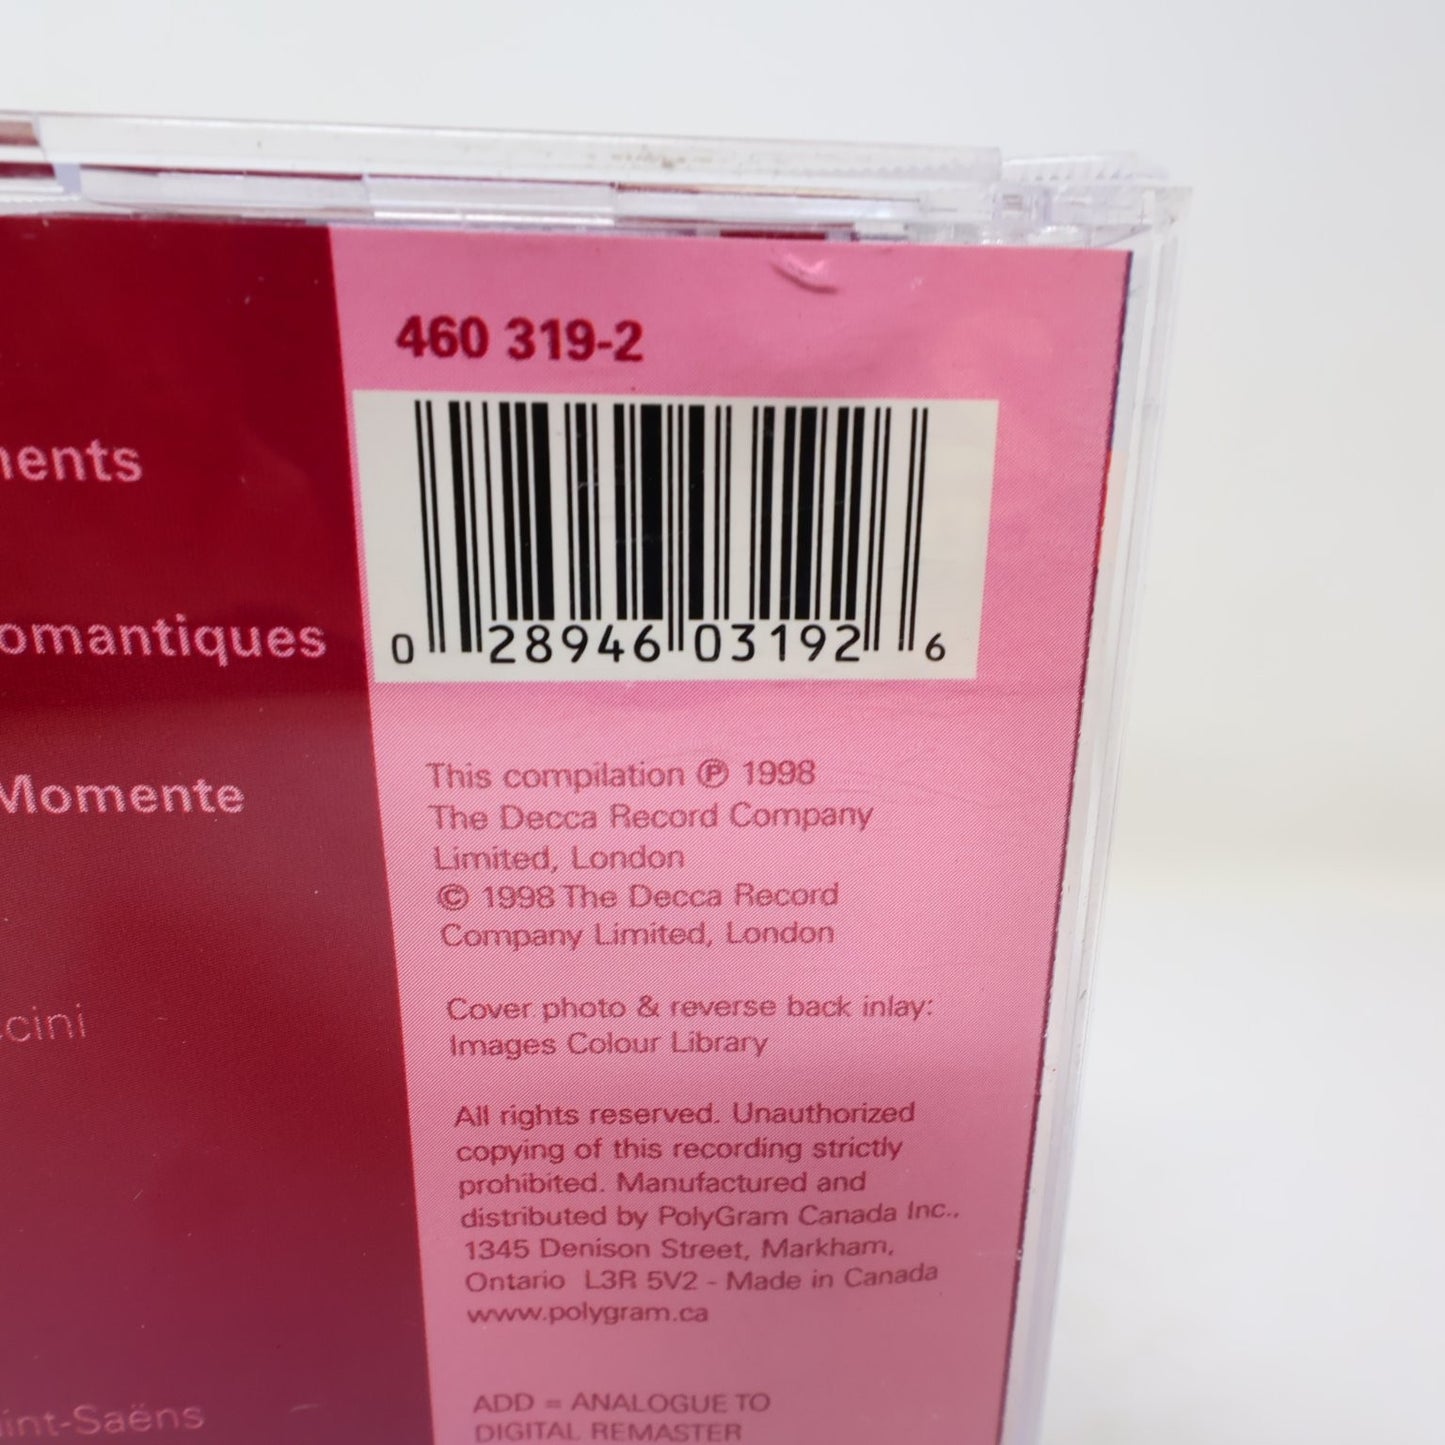 460 319-2
0 28946 03192 6
This compilation ℗ 1998
The Decca Record Company
Limited, London
© 1998 The Decca Record
Company Limited, London
Cover photo & reverse back inlay:
Images Colour Library
All rights reserved. Unauthorized
copying of this recording strictly
prohibited. Manufactured and
distributed by PolyGram Canada Inc.,
1345 Denison Street, Markham,
Ontario L3R 5V2 - Made in Canada
www.polygram.ca
ADD = ANALOGUE TO
DIGITAL REMASTER
ments
omantiques
Momente
cini
int-Saëns